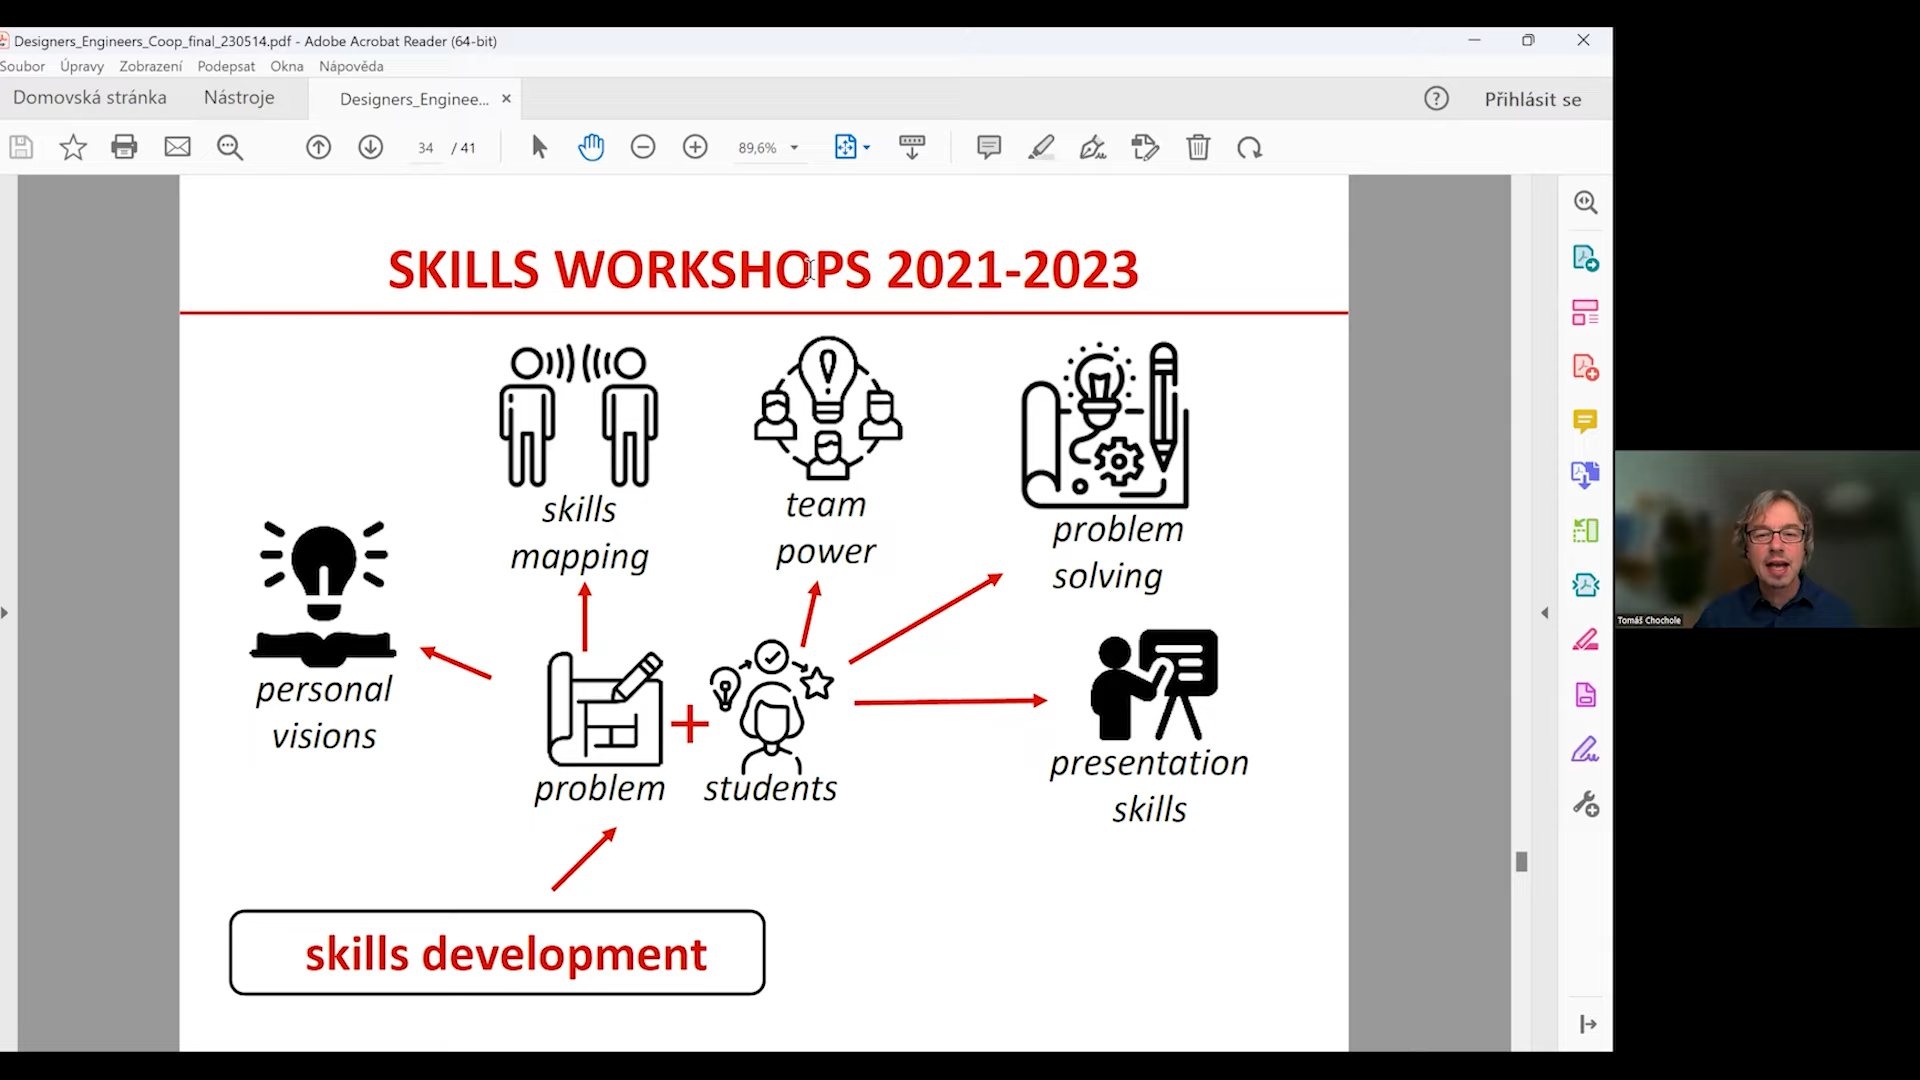 Designers_Engineers_Coop_final_230514.pdf - Adobe Acrobat Reader (64-bit)
Soubor Úpravy Zobrazení Podepsat Okna Nápověda
Domovská stránka Nástroje Designers_Enginee... Přihlásit se
34 / 41 89,6%
SKILLS WORKSHOPS 2021-2023
skills
mapping
team
power
problem
solving
personal
visions
problem
+
students
presentation
skills
skills development
Tomáš Chochole